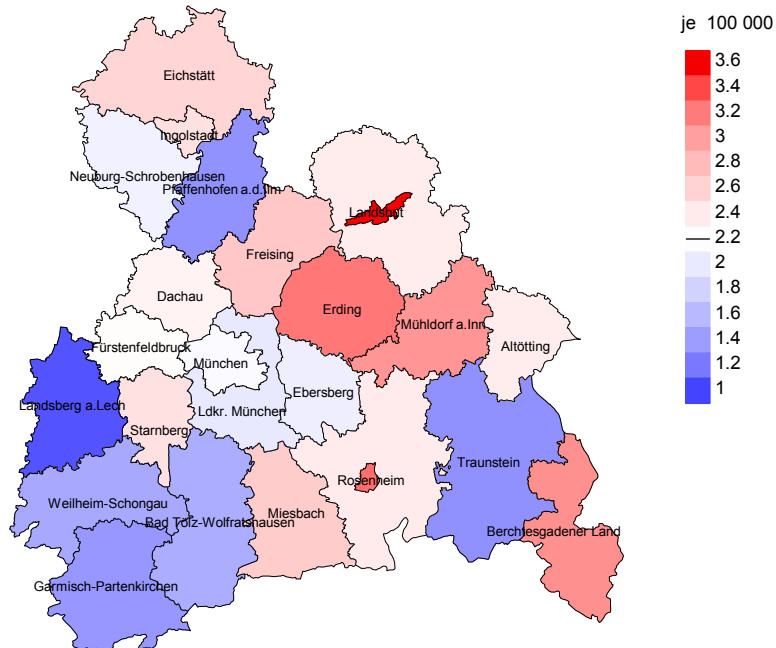 je 100 000
3.6
3.4
3.2
3
2.8
2.6
2.4
2.2
2
1.8
1.6
1.4
1.2
1
Eichstätt
Ingolstadt
Neuburg-Schrobenhausen
Pfaffenhofen a.d.Ilm
Landshut
Freising
Dachau
Erding
Mühldorf a.Inn
Altötting
Fürstenfeldbruck
München
Ebersberg
Landsberg a.Lech
Ldkr. München
Starnberg
Traunstein
Rosenheim
Weilheim-Schongau
Miesbach
Bad Tölz-Wolfratshausen
Berchtesgadener Land
Garmisch-Partenkirchen